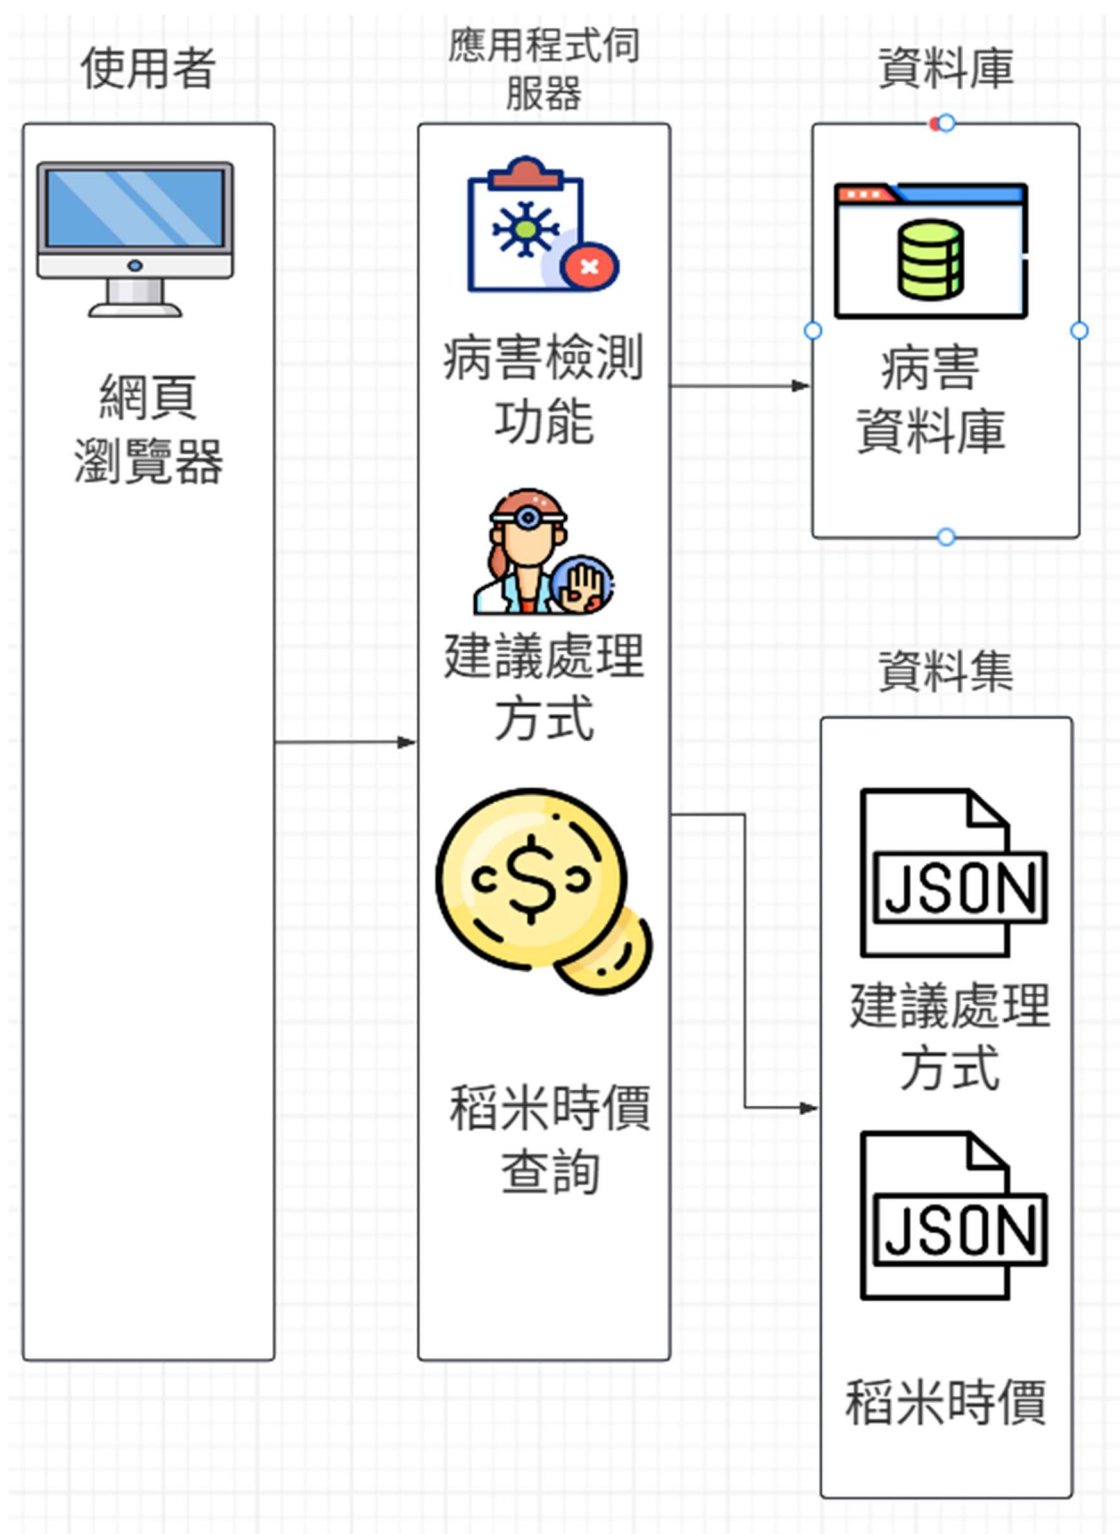 使用者
網頁
瀏覽器
應用程式伺
服器
病害檢測
功能
建議處理
方式
稻米時價
查詢
資料庫
病害
資料庫
資料集
JSON
建議處理
方式
JSON
稻米時價